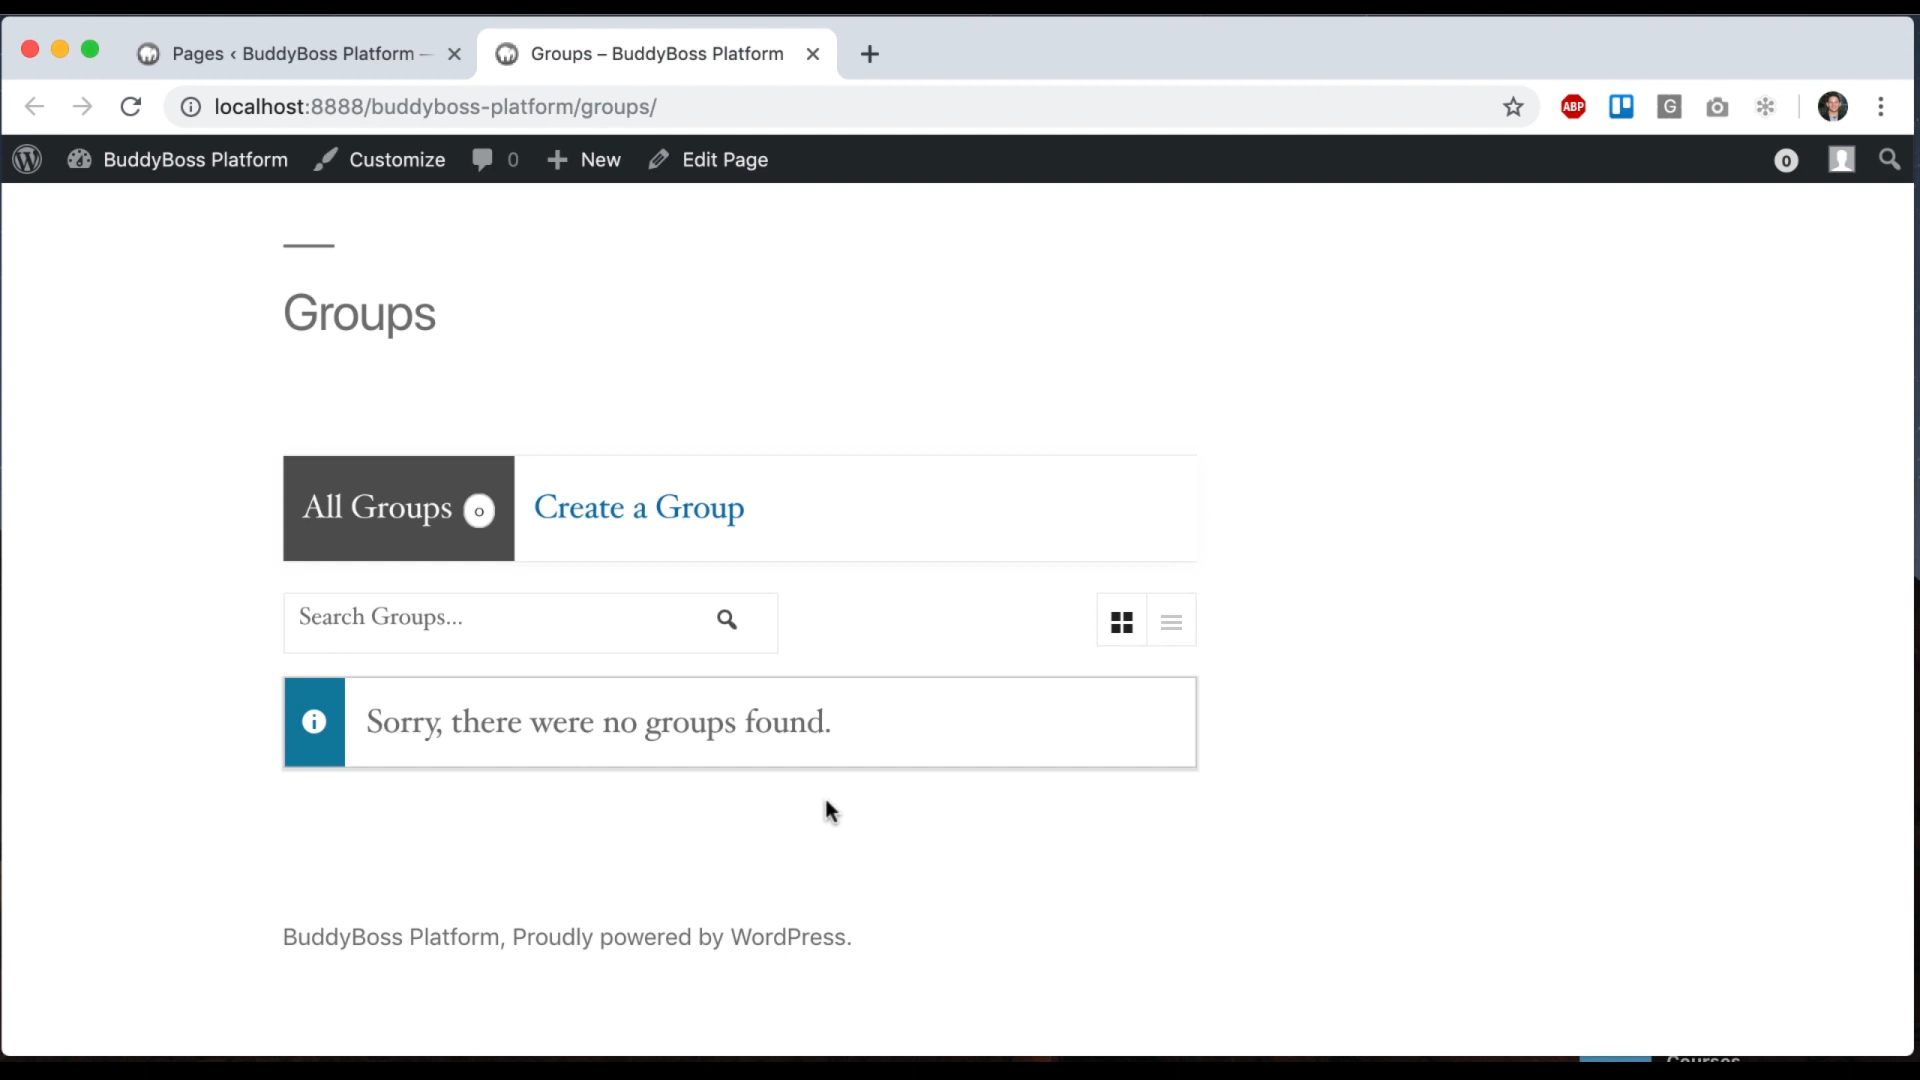 Pages ‹ BuddyBoss Platform —
Groups – BuddyBoss Platform
localhost:8888/buddyboss-platform/groups/
ABP
G
BuddyBoss Platform
Customize
0
New
Edit Page
0
Groups
All Groups 0
Create a Group
Search Groups...
Sorry, there were no groups found.
BuddyBoss Platform, Proudly powered by WordPress.
Courses